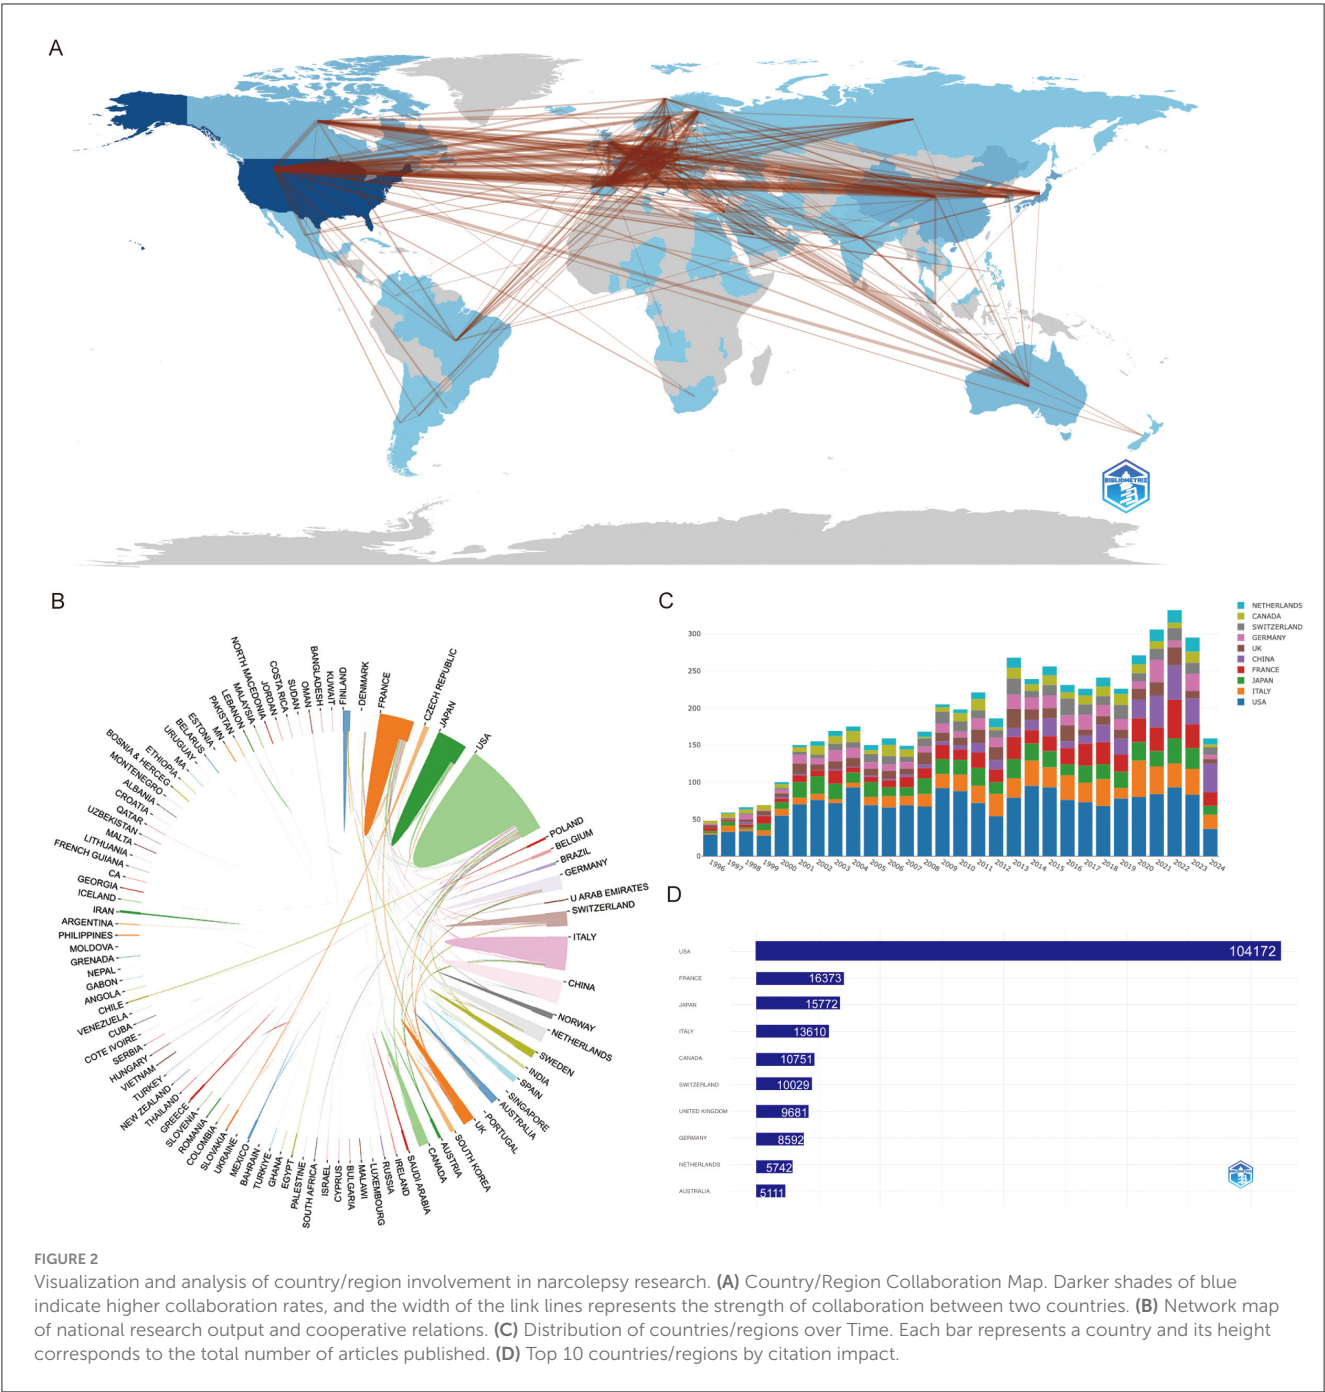 A
BIBLIOMETRIX
B
NORTH MACEDONIA
COSTA RICA
JORDAN
SUDAN
OMAN
BANGLADESH
KUWAIT
FINLAND
DENMARK
FRANCE
CZECH REPUBLIC
JAPAN
USA
POLAND
BELGIUM
BRAZIL
GERMANY
U ARAB EMIRATES
SWITZERLAND
ITALY
CHINA
NORWAY
NETHERLANDS
SWEDEN
INDIA
SPAIN
SINGAPORE
AUSTRALIA
PORTUGAL
UK
SOUTH KOREA
AUSTRIA
CANADA
SAUDI ARABIA
IRELAND
RUSSIA
LUXEMBOURG
MALAWI
BULGARIA
CYPRUS
ISRAEL
SOUTH AFRICA
PALESTINE
EGYPT
GHANA
TURKIYE
BAHRAIN
MEXICO
UKRAINE
SLOVAKIA
COLOMBIA
ROMANIA
SLOVENIA
GREECE
THAILAND
NEW ZEALAND
TURKEY
VIETNAM
HUNGARY
SERBIA
COTE IVOIRE
CUBA
VENEZUELA
CHILE
ANGOLA
GABON
NEPAL
GRENADA
MOLDOVA
PHILIPPINES
ARGENTINA
IRAN
ICELAND
GEORGIA
CA
FRENCH GUIANA
LITHUANIA
MALTA
UZBEKISTAN
QATAR
CROATIA
ALBANIA
MONTENEGRO
BOSNIA & HERCEG
ETHIOPIA
MA
URUGUAY
BELARUS
ESTONIA
MN
PAKISTAN
LEBANON
MALAYSIA
C
300
250
200
150
100
50
0
1996
1997
1998
1999
2000
2001
2002
2003
2004
2005
2006
2007
2008
2009
2010
2011
2012
2013
2014
2015
2016
2017
2018
2019
2020
2021
2022
2023
2024
NETHERLANDS
CANADA
SWITZERLAND
GERMANY
UK
CHINA
FRANCE
JAPAN
ITALY
USA
D
USA 104172
FRANCE 16373
JAPAN 15772
ITALY 13610
CANADA 10751
SWITZERLAND 10029
UNITED KINGDOM 9681
GERMANY 8592
NETHERLANDS 5742
AUSTRALIA 5111
FIGURE 2
Visualization and analysis of country/region involvement in narcolepsy research. (A) Country/Region Collaboration Map. Darker shades of blue
indicate higher collaboration rates, and the width of the link lines represents the strength of collaboration between two countries. (B) Network map
of national research output and cooperative relations. (C) Distribution of countries/regions over Time. Each bar represents a country and its height
corresponds to the total number of articles published. (D) Top 10 countries/regions by citation impact.